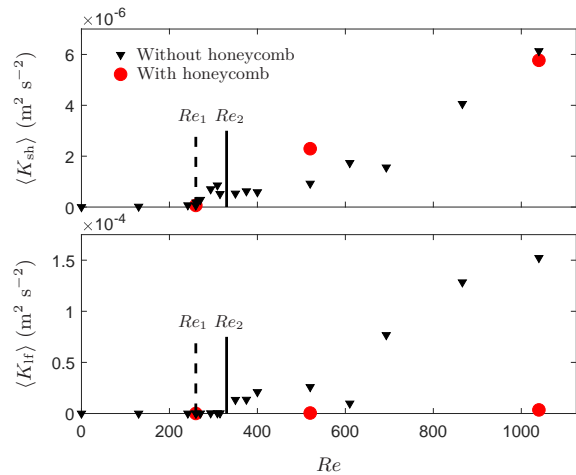 ×10⁻⁶
6
4
2
0
⟨K_sh⟩ (m² s⁻²)
Without honeycomb
With honeycomb
Re₁ Re₂
×10⁻⁴
1.5
1
0.5
0
⟨K_lf⟩ (m² s⁻²)
Re₁ Re₂
0 200 400 600 800 1000
Re